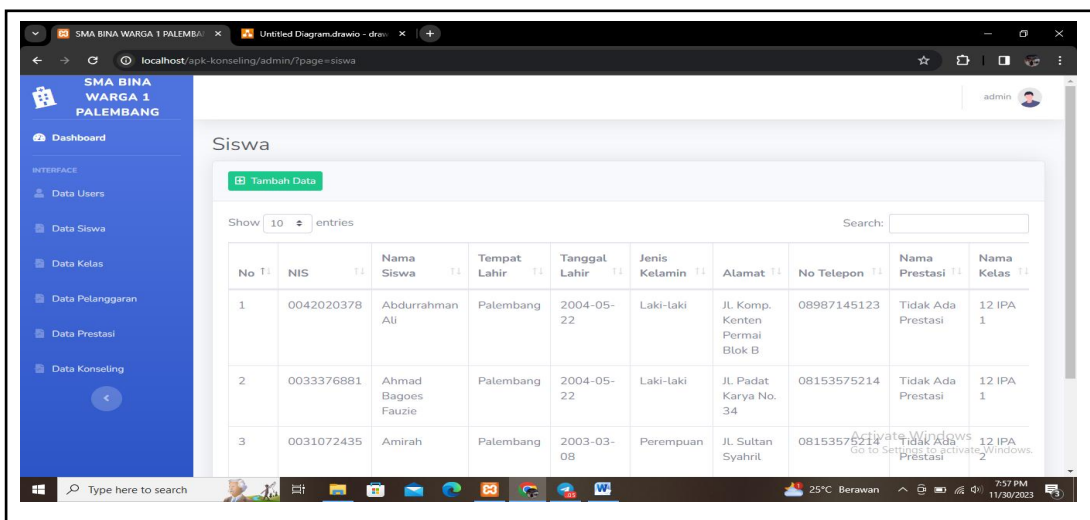 SMA BINA WARGA 1 PALEMBA
Untitled Diagram.drawio - draw
localhost/apk-konseling/admin/?page=siswa
SMA BINA
WARGA 1
PALEMBANG
admin
Dashboard
INTERFACE
Data Users
Data Siswa
Data Kelas
Data Pelanggaran
Data Prestasi
Data Konseling
Siswa
Tambah Data
Show 10 entries
Search:
No NIS Nama Siswa Tempat Lahir Tanggal Lahir Jenis Kelamin Alamat No Telepon Nama Prestasi Nama Kelas
1 0042020378 Abdurrahman Ali Palembang 2004-05-22 Laki-laki JL. Komp. Kenten Permai Blok B 08987145123 Tidak Ada Prestasi 12 IPA 1
2 0033376881 Ahmad Bagoes Fauzie Palembang 2004-05-22 Laki-laki JL. Padat Karya No. 34 08153575214 Tidak Ada Prestasi 12 IPA 1
3 0031072435 Amirah Palembang 2003-03-08 Perempuan JL. Sultan Syahril 08153575214 Tidak Ada Prestasi 12 IPA 2
Activate Windows
Go to Settings to activate Windows.
Type here to search
25°C Berawan
7:57 PM
11/30/2023